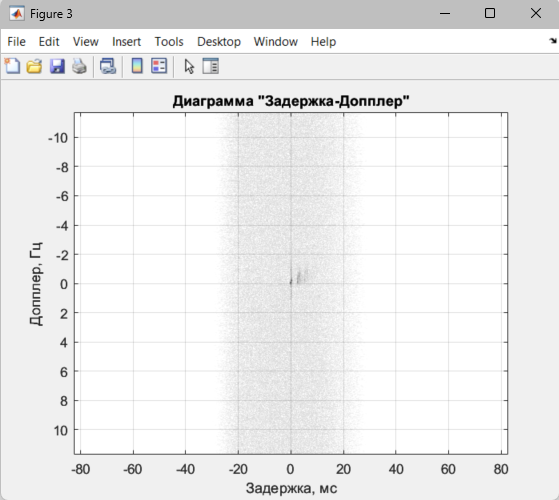 Figure 3
File Edit View Insert Tools Desktop Window Help
Диаграмма "Задержка-Допплер"
-10
-8
-6
-4
-2
0
2
4
6
8
10
Допплер, Гц
-80 -60 -40 -20 0 20 40 60 80
Задержка, мс